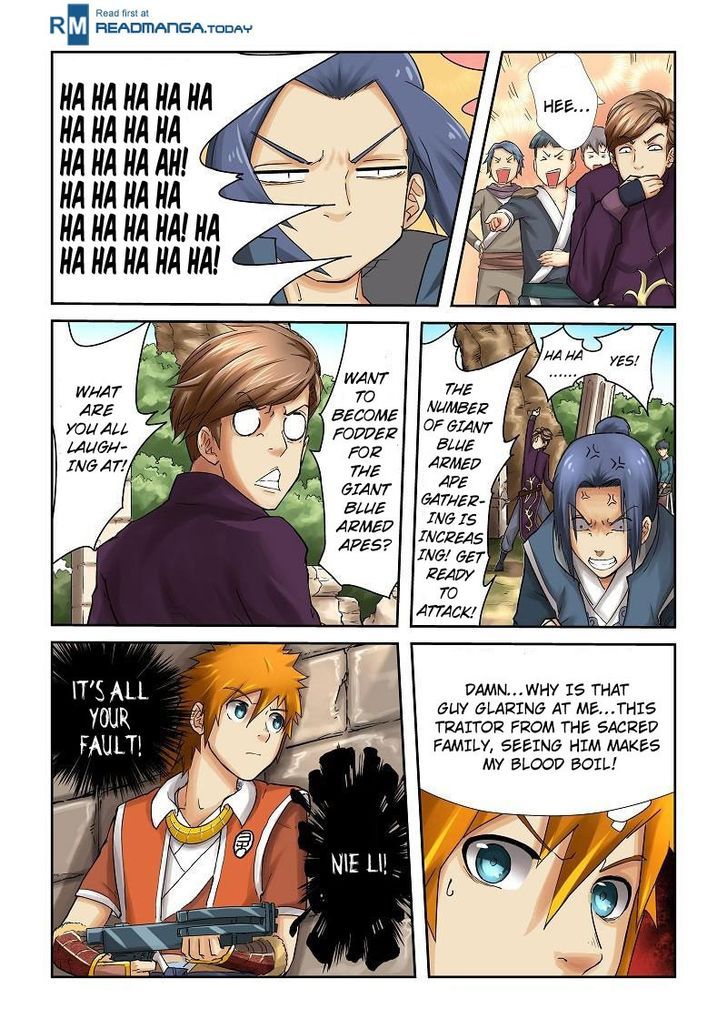 RM
Read first at
READMANGA.TODAY
HA HA HA HA HA
HA HA HA HA
HA HA HA AH!
HA HA HA HA
HA HA HA HA! HA
HA HA HA HA HA!
HEE...
WHAT
ARE
YOU ALL
LAUGH-
ING AT!
WANT
TO
BECOME
FODDER
FOR
THE
GIANT
BLUE
ARMED
APES?
THE
NUMBER
OF GIANT
BLUE
ARMED
APE
GATHER-
ING IS
INCREAS
ING! GET
READY
TO
ATTACK!
HA HA
......
YES!
IT'S ALL
YOUR
FAULT!
NIE LI!
DAMN...WHY IS THAT
GUY GLARING AT ME...THIS
TRAITOR FROM THE SACRED
FAMILY, SEEING HIM MAKES
MY BLOOD BOIL!